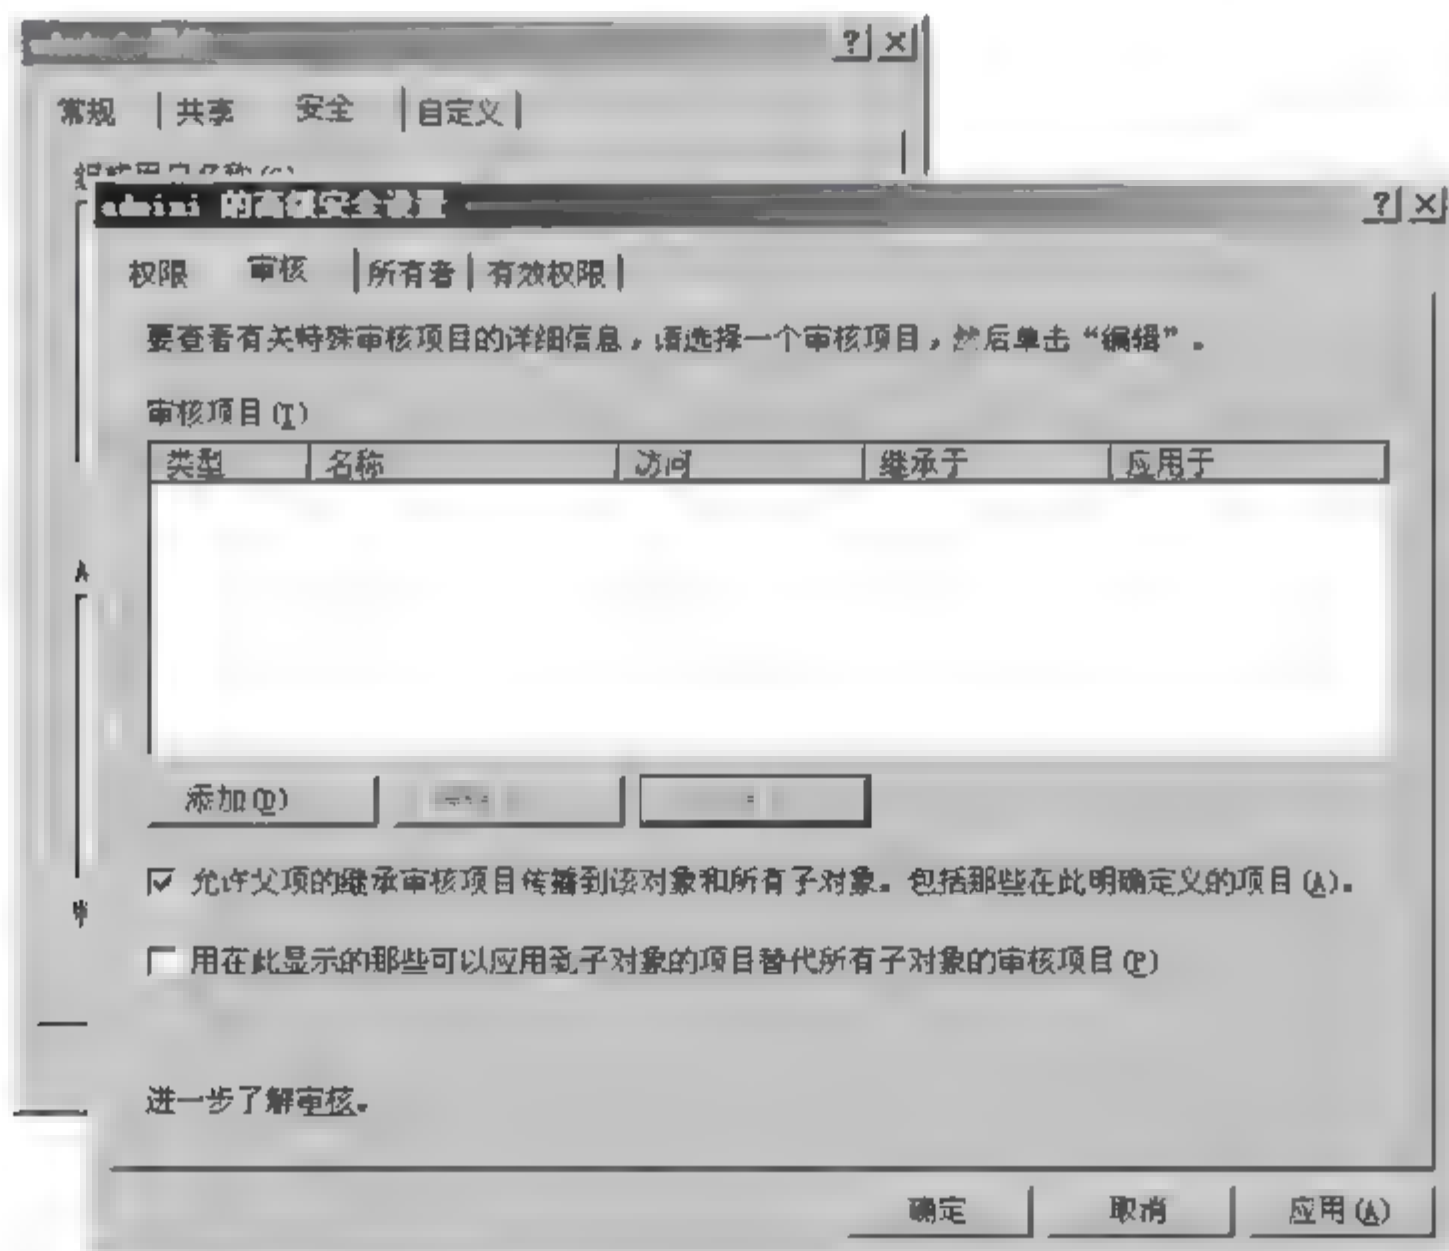 常规 共享 安全 自定义
admini 的高级安全设置
权限 审核 所有者 有效权限
要查看有关特殊审核项目的详细信息，请选择一个审核项目，然后单击“编辑”。
审核项目(T)
类型 名称 访问 继承于 应用于
添加(D)
允许父项的继承审核项目传播到该对象和所有子对象。包括那些在此明确定义的项目(A)。
用在此显示的那些可以应用到子对象的项目替代所有子对象的审核项目(P)
进一步了解审核。
确定 取消 应用(A)